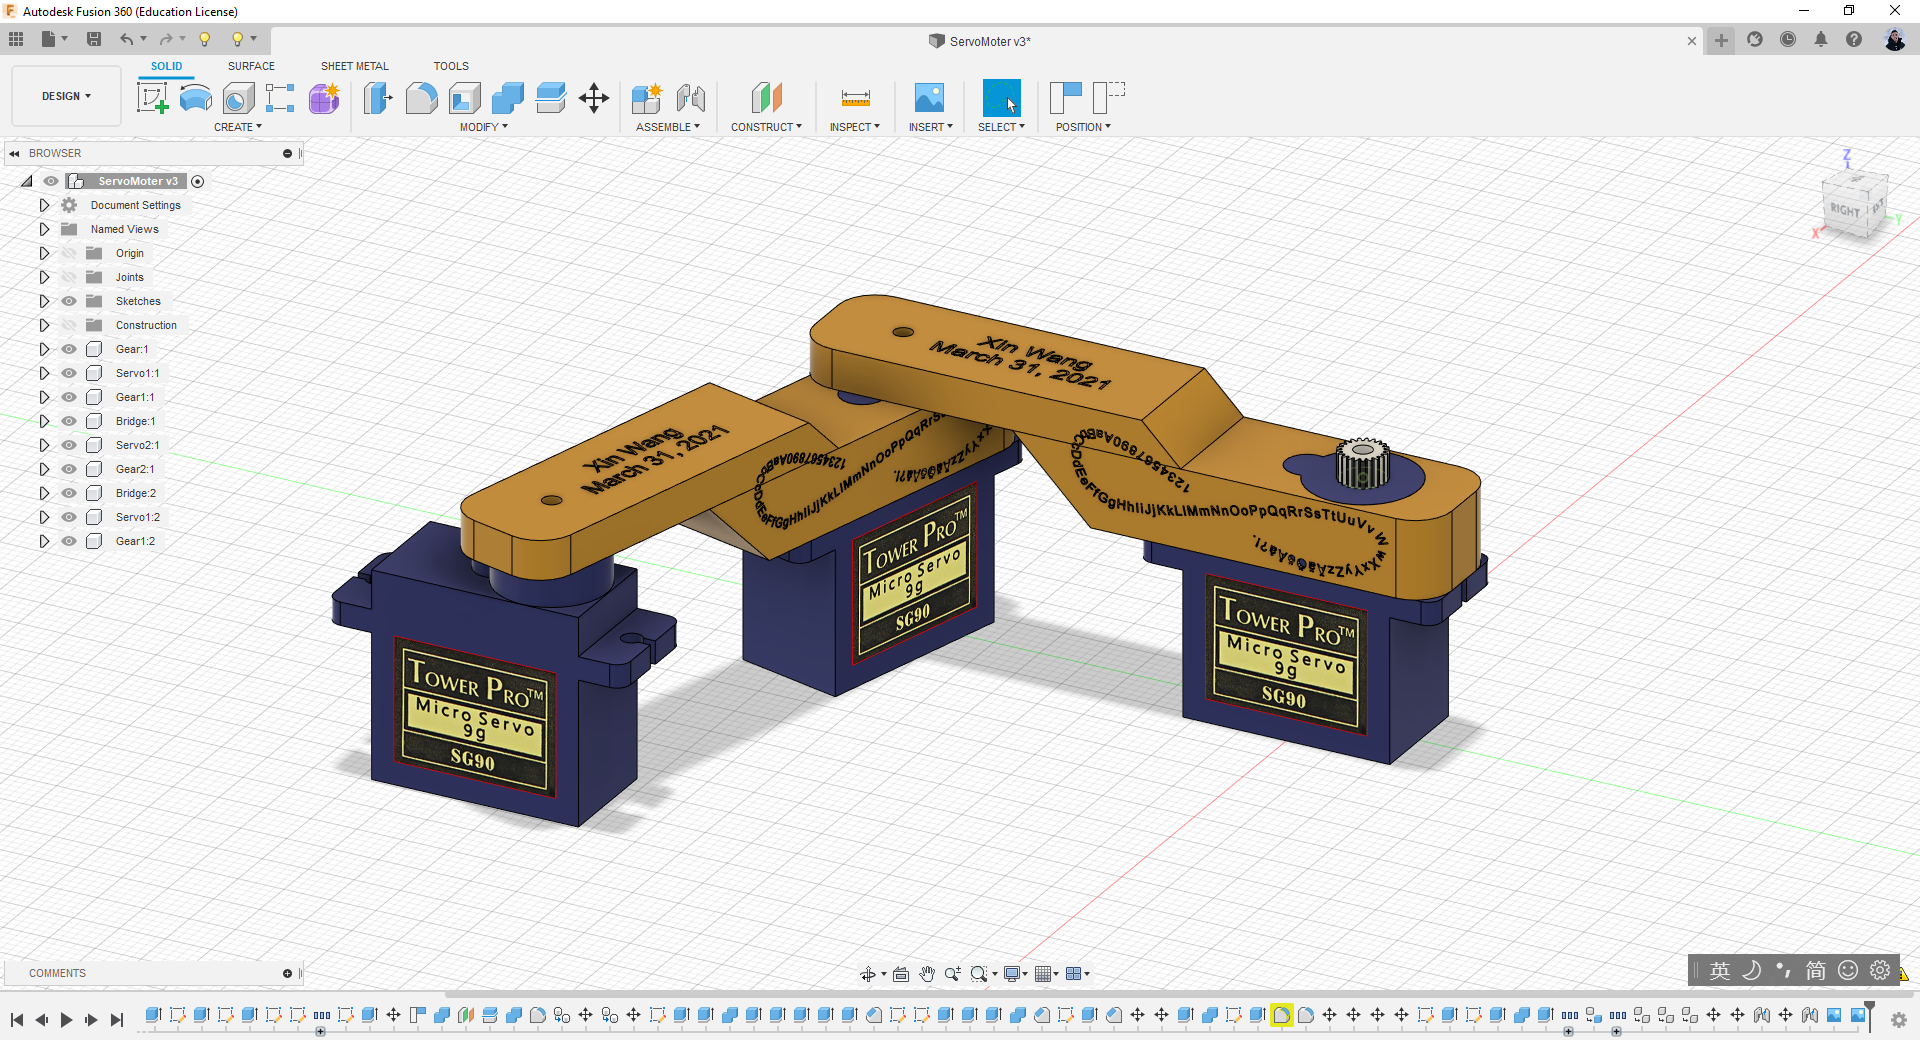 Autodesk Fusion 360 (Education License)
ServoMoter v3*
DESIGN
SOLID
SURFACE
SHEET METAL
TOOLS
CREATE
MODIFY
ASSEMBLE
CONSTRUCT
INSPECT
INSERT
SELECT
POSITION
BROWSER
ServoMoter v3
Document Settings
Named Views
Origin
Joints
Sketches
Construction
Gear:1
Servo1:1
Gear1:1
Bridge:1
Servo2:1
Gear2:1
Bridge:2
Servo1:2
Gear1:2
Z
RIGHT
X
Y
Xin Wang
March 31, 2021
1234567890AaBbCcDdEeFfGgHhIiJjKkLlMmNnOoPpQqRrSsTtUuVvWwXxYyZz
Xin Wang
March 31, 2021
TOWER PRO™
Micro Servo
9g
SG90
TOWER PRO™
Micro Servo
9g
SG90
TOWER PRO™
Micro Servo
9g
SG90
COMMENTS
英 简